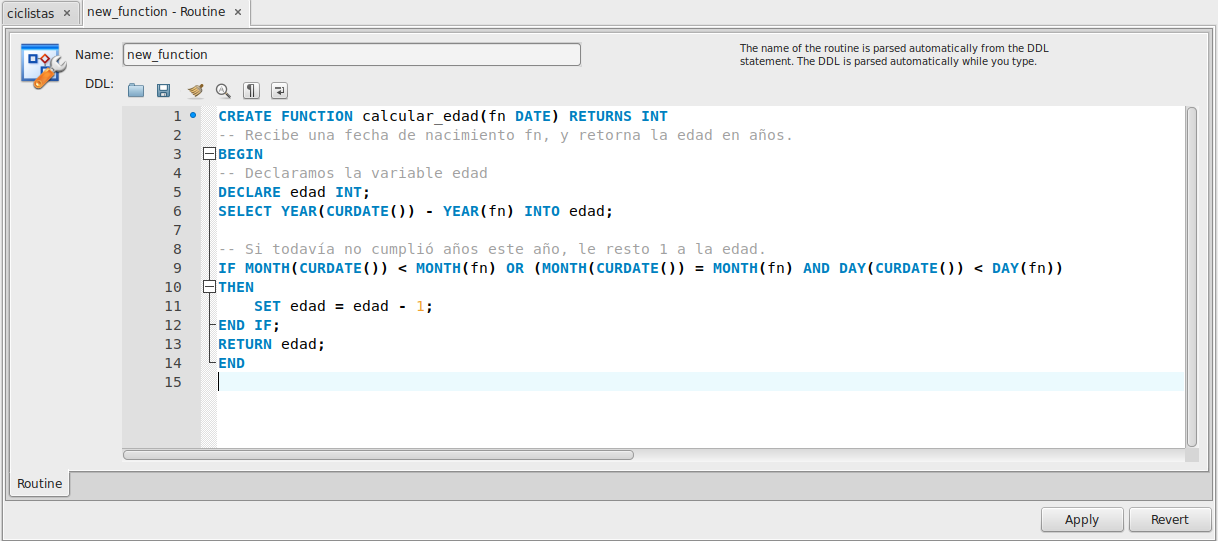 ciclistas ×
new_function - Routine ×
Name: new_function
The name of the routine is parsed automatically from the DDL
statement. The DDL is parsed automatically while you type.
DDL:
1 CREATE FUNCTION calcular_edad(fn DATE) RETURNS INT
2 -- Recibe una fecha de nacimiento fn, y retorna la edad en años.
3 BEGIN
4 -- Declaramos la variable edad
5 DECLARE edad INT;
6 SELECT YEAR(CURDATE()) - YEAR(fn) INTO edad;
7
8 -- Si todavía no cumplió años este año, le resto 1 a la edad.
9 IF MONTH(CURDATE()) < MONTH(fn) OR (MONTH(CURDATE()) = MONTH(fn) AND DAY(CURDATE()) < DAY(fn))
10 THEN
11     SET edad = edad - 1;
12 END IF;
13 RETURN edad;
14 END
15
Routine
Apply
Revert